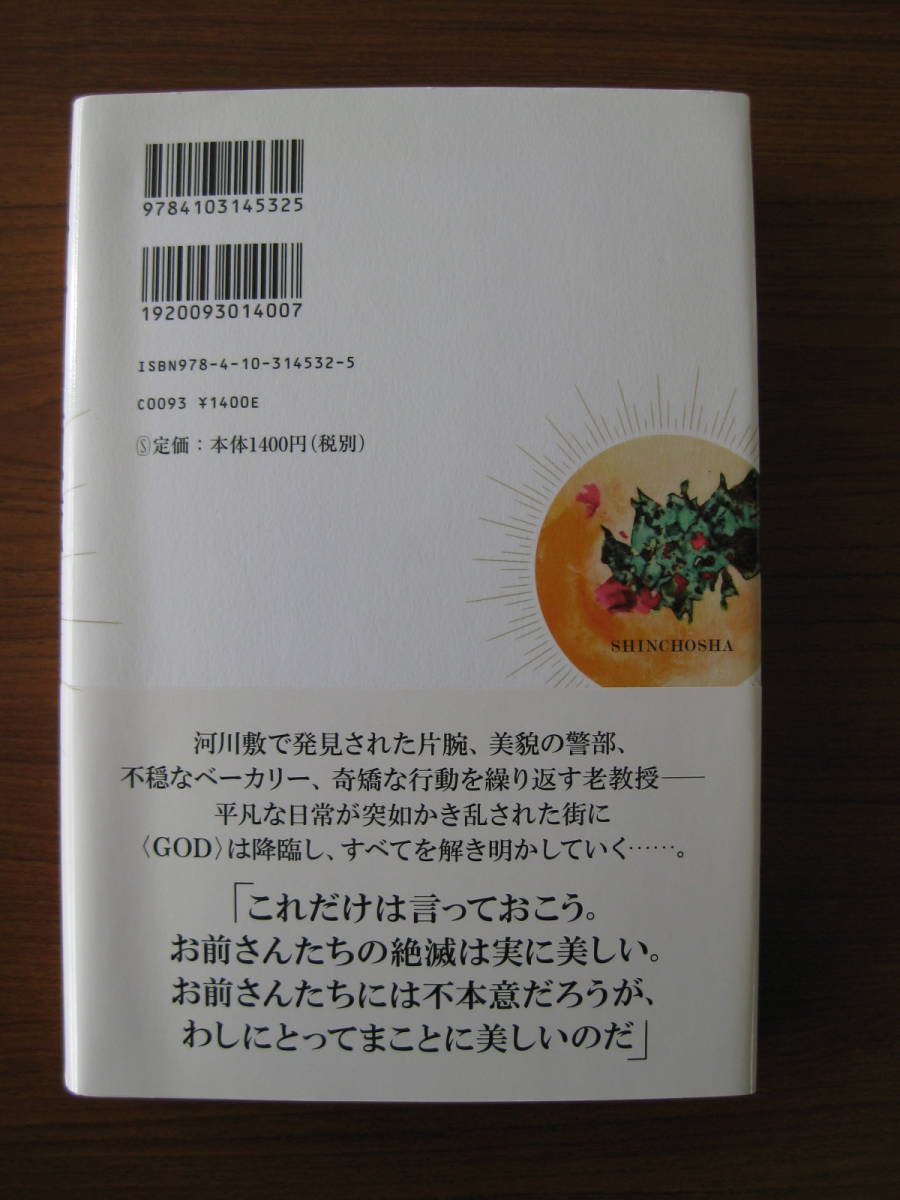 9784103145325
1920093014007
ISBN978-4-10-314532-5
C0093 ¥1400E
Ⓢ定価：本体1400円（税別）
SHINCHOSHA
河川敷で発見された片腕、美貌の警部、
不穏なベーカリー、奇矯な行動を繰り返す老教授——
平凡な日常が突如かき乱された街に
〈GOD〉は降臨し、すべてを解き明かしていく……。
「これだけは言っておこう。
お前さんたちの絶滅は実に美しい。
お前さんたちには不本意だろうが、
わしにとってまことに美しいのだ」